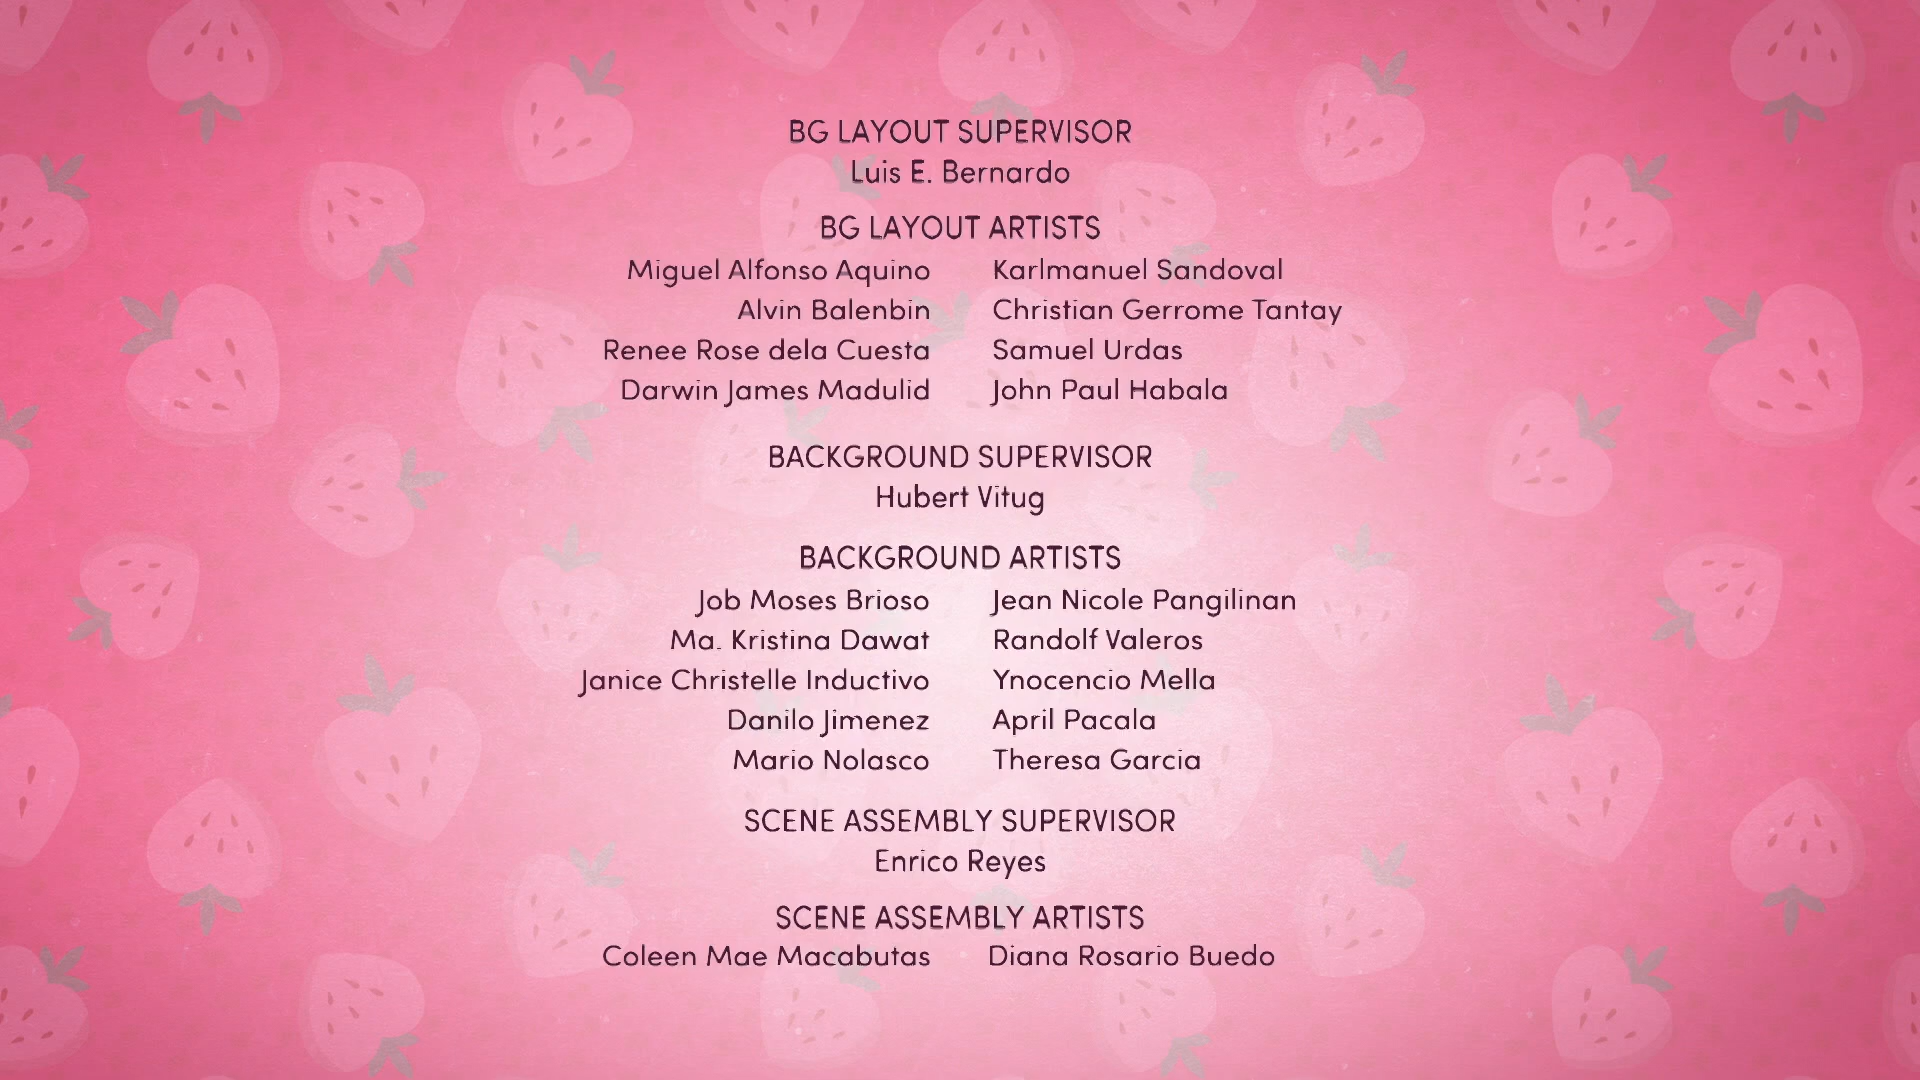 BG LAYOUT SUPERVISOR
Luis E. Bernardo
BG LAYOUT ARTISTS
Miguel Alfonso Aquino Karlmanuel Sandoval
Alvin Balenbin Christian Gerrome Tantay
Renee Rose dela Cuesta Samuel Urdas
Darwin James Madulid John Paul Habala
BACKGROUND SUPERVISOR
Hubert Vitug
BACKGROUND ARTISTS
Job Moses Brioso Jean Nicole Pangilinan
Ma. Kristina Dawat Randolf Valeros
Janice Christelle Inductivo Ynocencio Mella
Danilo Jimenez April Pacala
Mario Nolasco Theresa Garcia
SCENE ASSEMBLY SUPERVISOR
Enrico Reyes
SCENE ASSEMBLY ARTISTS
Coleen Mae Macabutas Diana Rosario Buedo